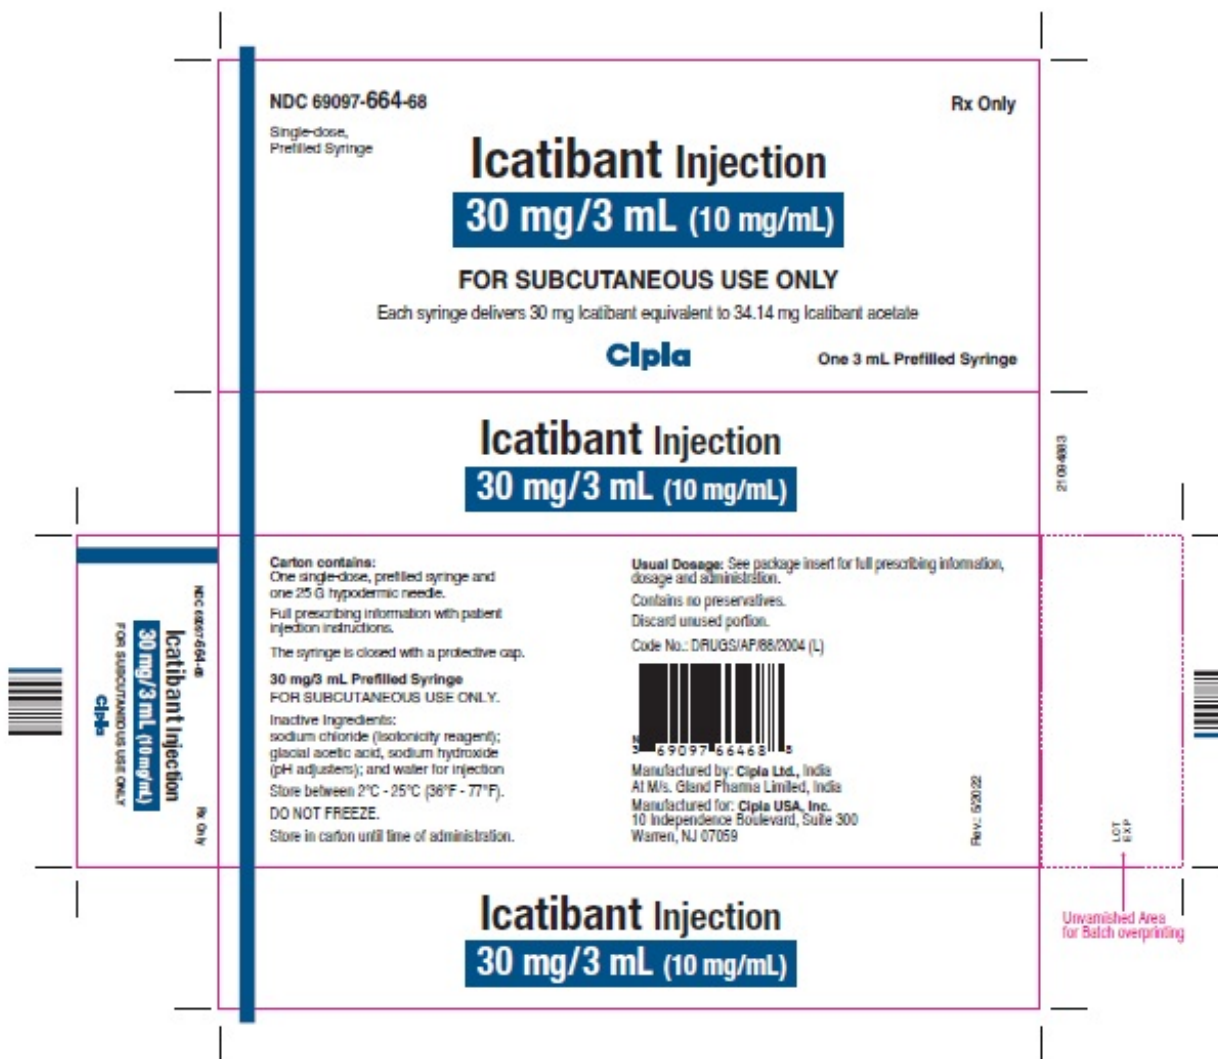 NDC 69097-664-68
Rx Only
Single-dose,
Prefilled Syringe
Icatibant Injection
30 mg/3 mL (10 mg/mL)
FOR SUBCUTANEOUS USE ONLY
Each syringe delivers 30 mg Icatibant equivalent to 34.14 mg Icatibant acetate
Cipla
One 3 mL Prefilled Syringe
Icatibant Injection
30 mg/3 mL (10 mg/mL)
NDC 69097-664-68
Rx Only
Icatibant Injection
30 mg/3 mL (10 mg/mL)
FOR SUBCUTANEOUS USE ONLY
Cipla
Carton contains:
One single-dose, prefilled syringe and
one 25 G hypodermic needle.
Full prescribing information with patient
injection instructions.
The syringe is closed with a protective cap.
30 mg/3 mL Prefilled Syringe
FOR SUBCUTANEOUS USE ONLY.
Inactive Ingredients:
sodium chloride (Isotonicity reagent);
glacial acetic acid, sodium hydroxide
(pH adjusters); and water for injection
Store between 2°C - 25°C (36°F - 77°F).
DO NOT FREEZE.
Store in carton until time of administration.
Usual Dosage: See package insert for full prescribing information,
dosage and administration.
Contains no preservatives.
Discard unused portion.
Code No.: DRUGS/AP/88/2004 (L)
69097 66468
Manufactured by: Cipla Ltd., India
At M/s. Gland Pharma Limited, India
Manufactured for: Cipla USA, Inc.
10 Independence Boulevard, Suite 300
Warren, NJ 07059
Rev.: 5/2022
LOT
EXP
Unvarnished Area
for Batch overprinting
Icatibant Injection
30 mg/3 mL (10 mg/mL)